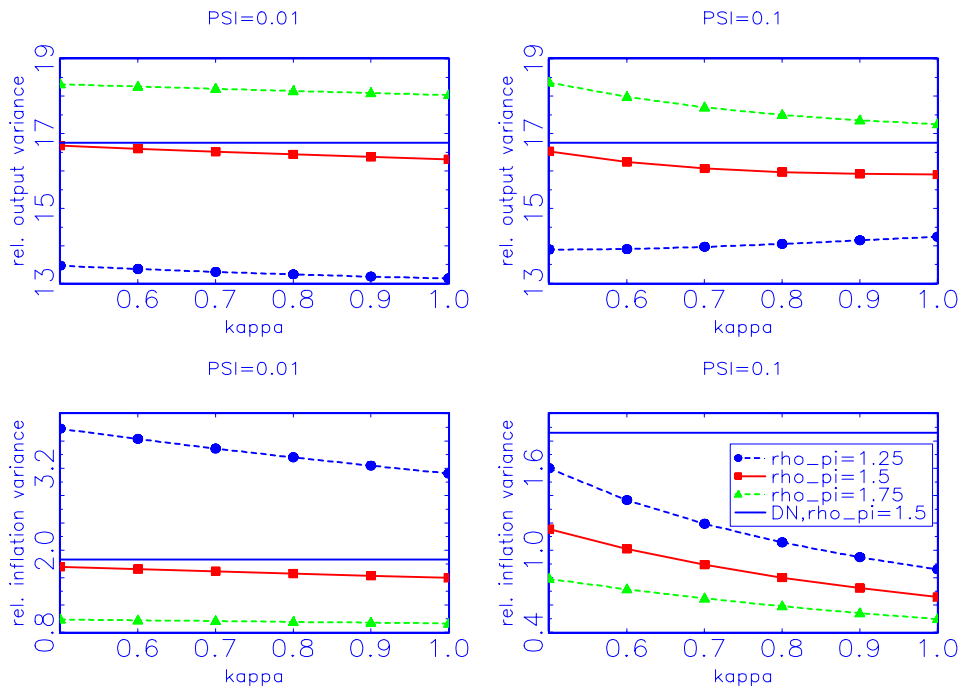 PSI=0.01
PSI=0.1
rel. output variance
19
17
15
13
0.6 0.7 0.8 0.9 1.0
kappa
rel. output variance
19
17
15
13
0.6 0.7 0.8 0.9 1.0
kappa
PSI=0.01
PSI=0.1
rel. inflation variance
3.2
2.0
0.8
0.6 0.7 0.8 0.9 1.0
kappa
rel. inflation variance
1.6
1.0
0.4
rho_pi=1.25
rho_pi=1.5
rho_pi=1.75
DN,rho_pi=1.5
0.6 0.7 0.8 0.9 1.0
kappa